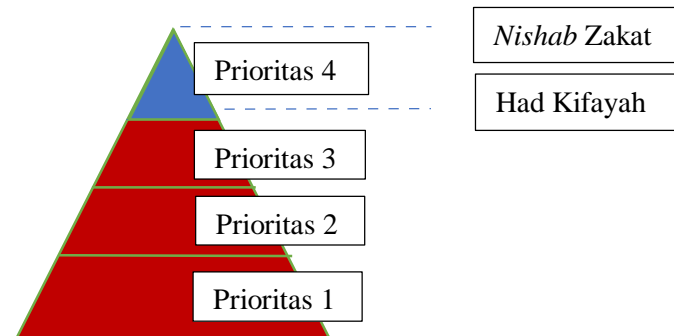 Nishab Zakat
Prioritas 4
Had Kifayah
Prioritas 3
Prioritas 2
Prioritas 1